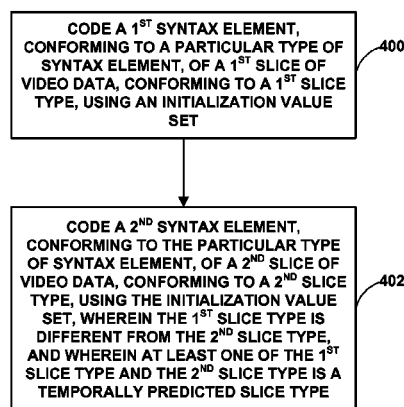 CODE A 1ST SYNTAX ELEMENT,
CONFORMING TO A PARTICULAR TYPE OF
SYNTAX ELEMENT, OF A 1ST SLICE OF
VIDEO DATA, CONFORMING TO A 1ST SLICE
TYPE, USING AN INITIALIZATION VALUE
SET
400
CODE A 2ND SYNTAX ELEMENT,
CONFORMING TO THE PARTICULAR TYPE
OF SYNTAX ELEMENT, OF A 2ND SLICE OF
VIDEO DATA, CONFORMING TO A 2ND SLICE
TYPE, USING THE INITIALIZATION VALUE
SET, WHEREIN THE 1ST SLICE TYPE IS
DIFFERENT FROM THE 2ND SLICE TYPE,
AND WHEREIN AT LEAST ONE OF THE 1ST
SLICE TYPE AND THE 2ND SLICE TYPE IS A
TEMPORALLY PREDICTED SLICE TYPE
402